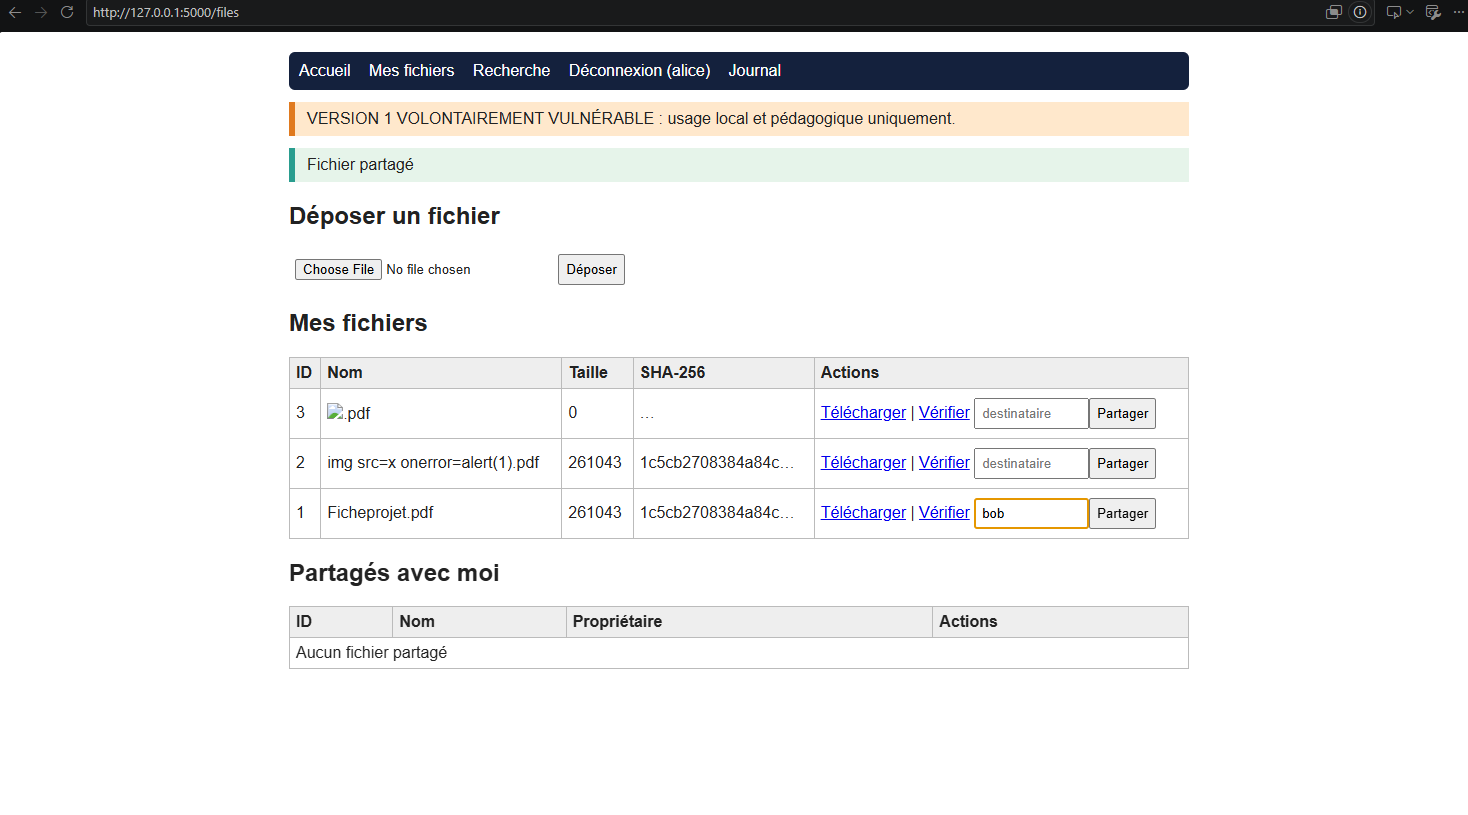 http://127.0.0.1:5000/files
Accueil Mes fichiers Recherche Déconnexion (alice) Journal
VERSION 1 VOLONTAIREMENT VULNÉRABLE : usage local et pédagogique uniquement.
Fichier partagé
Déposer un fichier
Choose File No file chosen Déposer
Mes fichiers
ID Nom Taille SHA-256 Actions
3 .pdf 0 … Télécharger | Vérifier destinataire Partager
2 img src=x onerror=alert(1).pdf 261043 1c5cb2708384a84c… Télécharger | Vérifier destinataire Partager
1 Ficheprojet.pdf 261043 1c5cb2708384a84c… Télécharger | Vérifier bob Partager
Partagés avec moi
ID Nom Propriétaire Actions
Aucun fichier partagé